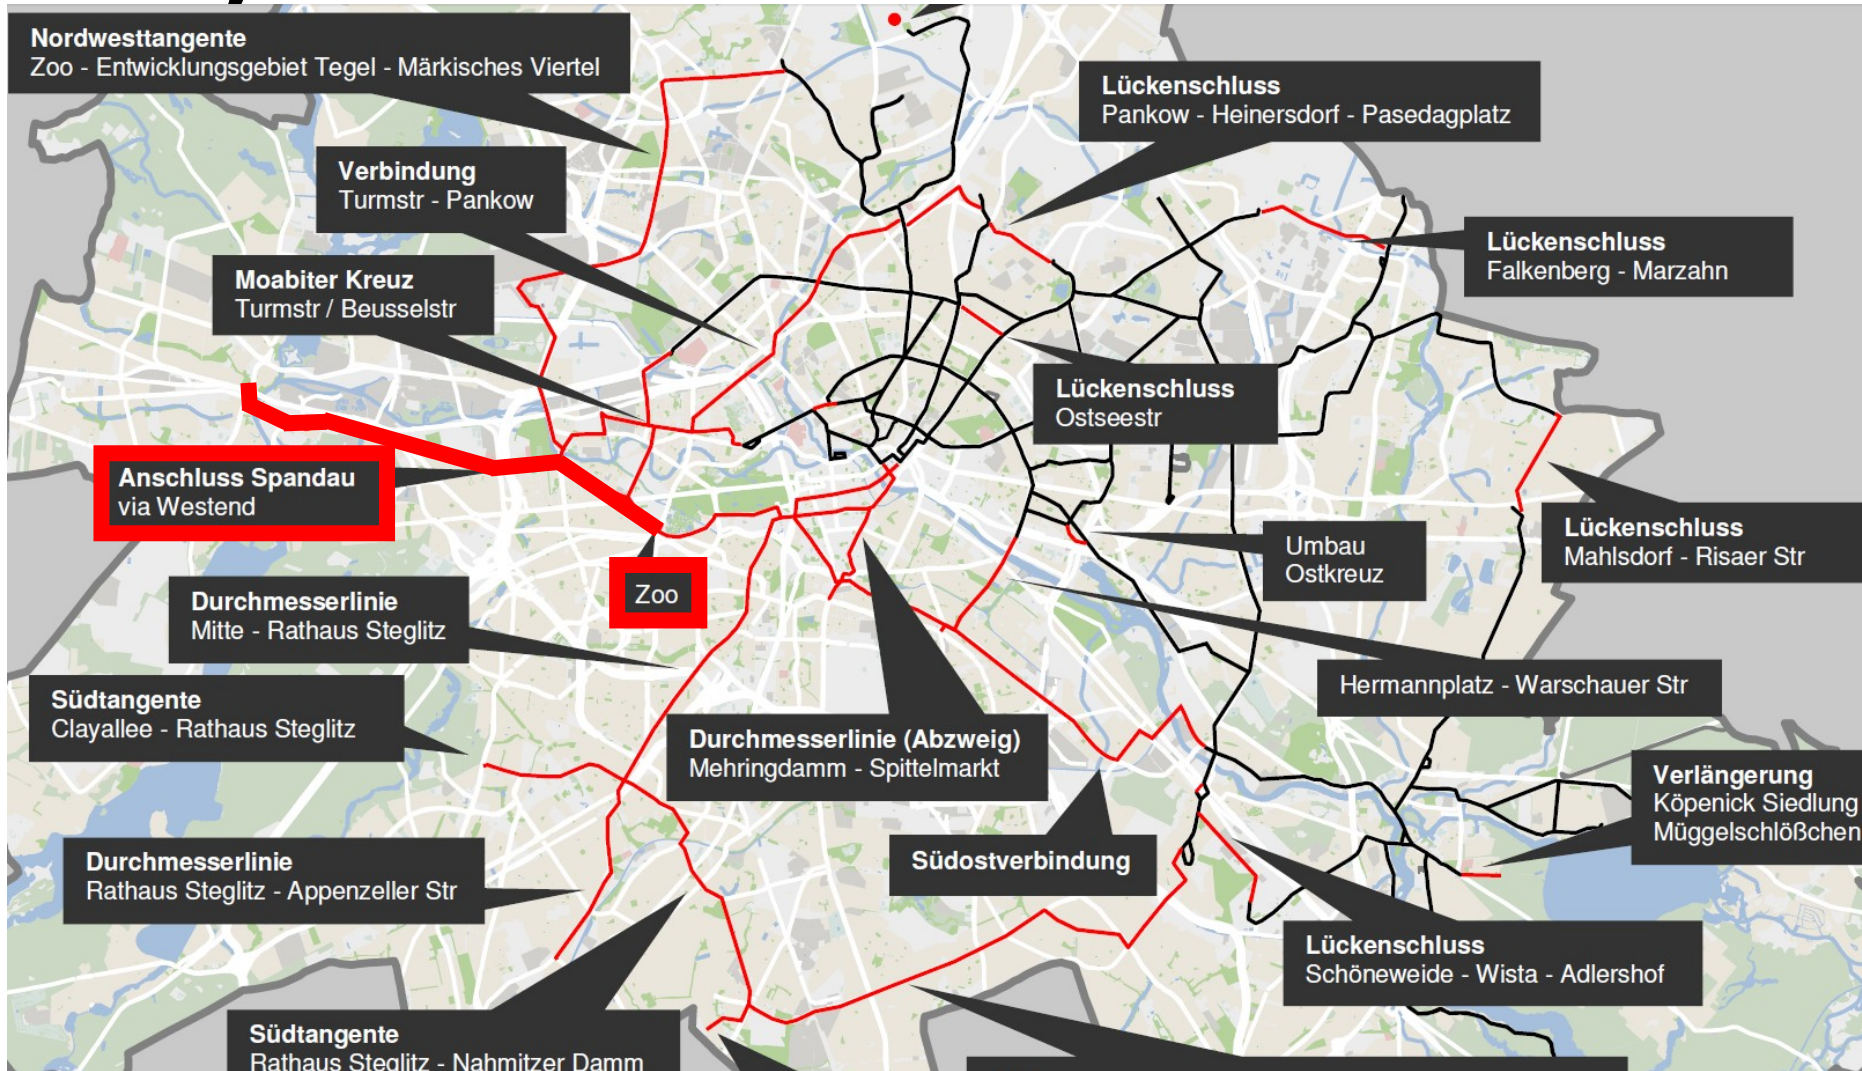 Nordwesttangente
Zoo - Entwicklungsgebiet Tegel - Märkisches Viertel
Lückenschluss
Pankow - Heinersdorf - Pasedagplatz
Verbindung
Turmstr - Pankow
Lückenschluss
Falkenberg - Marzahn
Moabiter Kreuz
Turmstr / Beusselstr
Lückenschluss
Ostseestr
Anschluss Spandau
via Westend
Lückenschluss
Mahlsdorf - Risaer Str
Umbau
Ostkreuz
Zoo
Durchmesserlinie
Mitte - Rathaus Steglitz
Hermannplatz - Warschauer Str
Südtangente
Clayallee - Rathaus Steglitz
Durchmesserlinie (Abzweig)
Mehringdamm - Spittelmarkt
Verlängerung
Köpenick Siedlung
Müggelschlößchen
Südostverbindung
Durchmesserlinie
Rathaus Steglitz - Appenzeller Str
Lückenschluss
Schöneweide - Wista - Adlershof
Südtangente
Rathaus Steglitz - Nahmitzer Damm